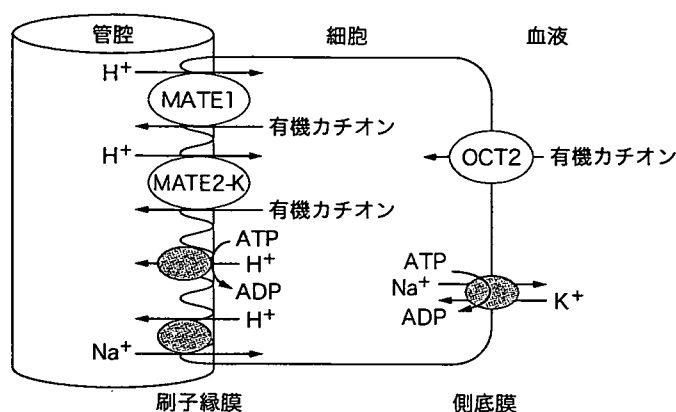 管腔 細胞 血液
H⁺
MATE1
有機カチオン
H⁺
OCT2 有機カチオン
MATE2-K
有機カチオン
ATP
H⁺
ADP
H⁺
Na⁺
ATP
Na⁺
ADP
K⁺
刷子縁膜 側底膜